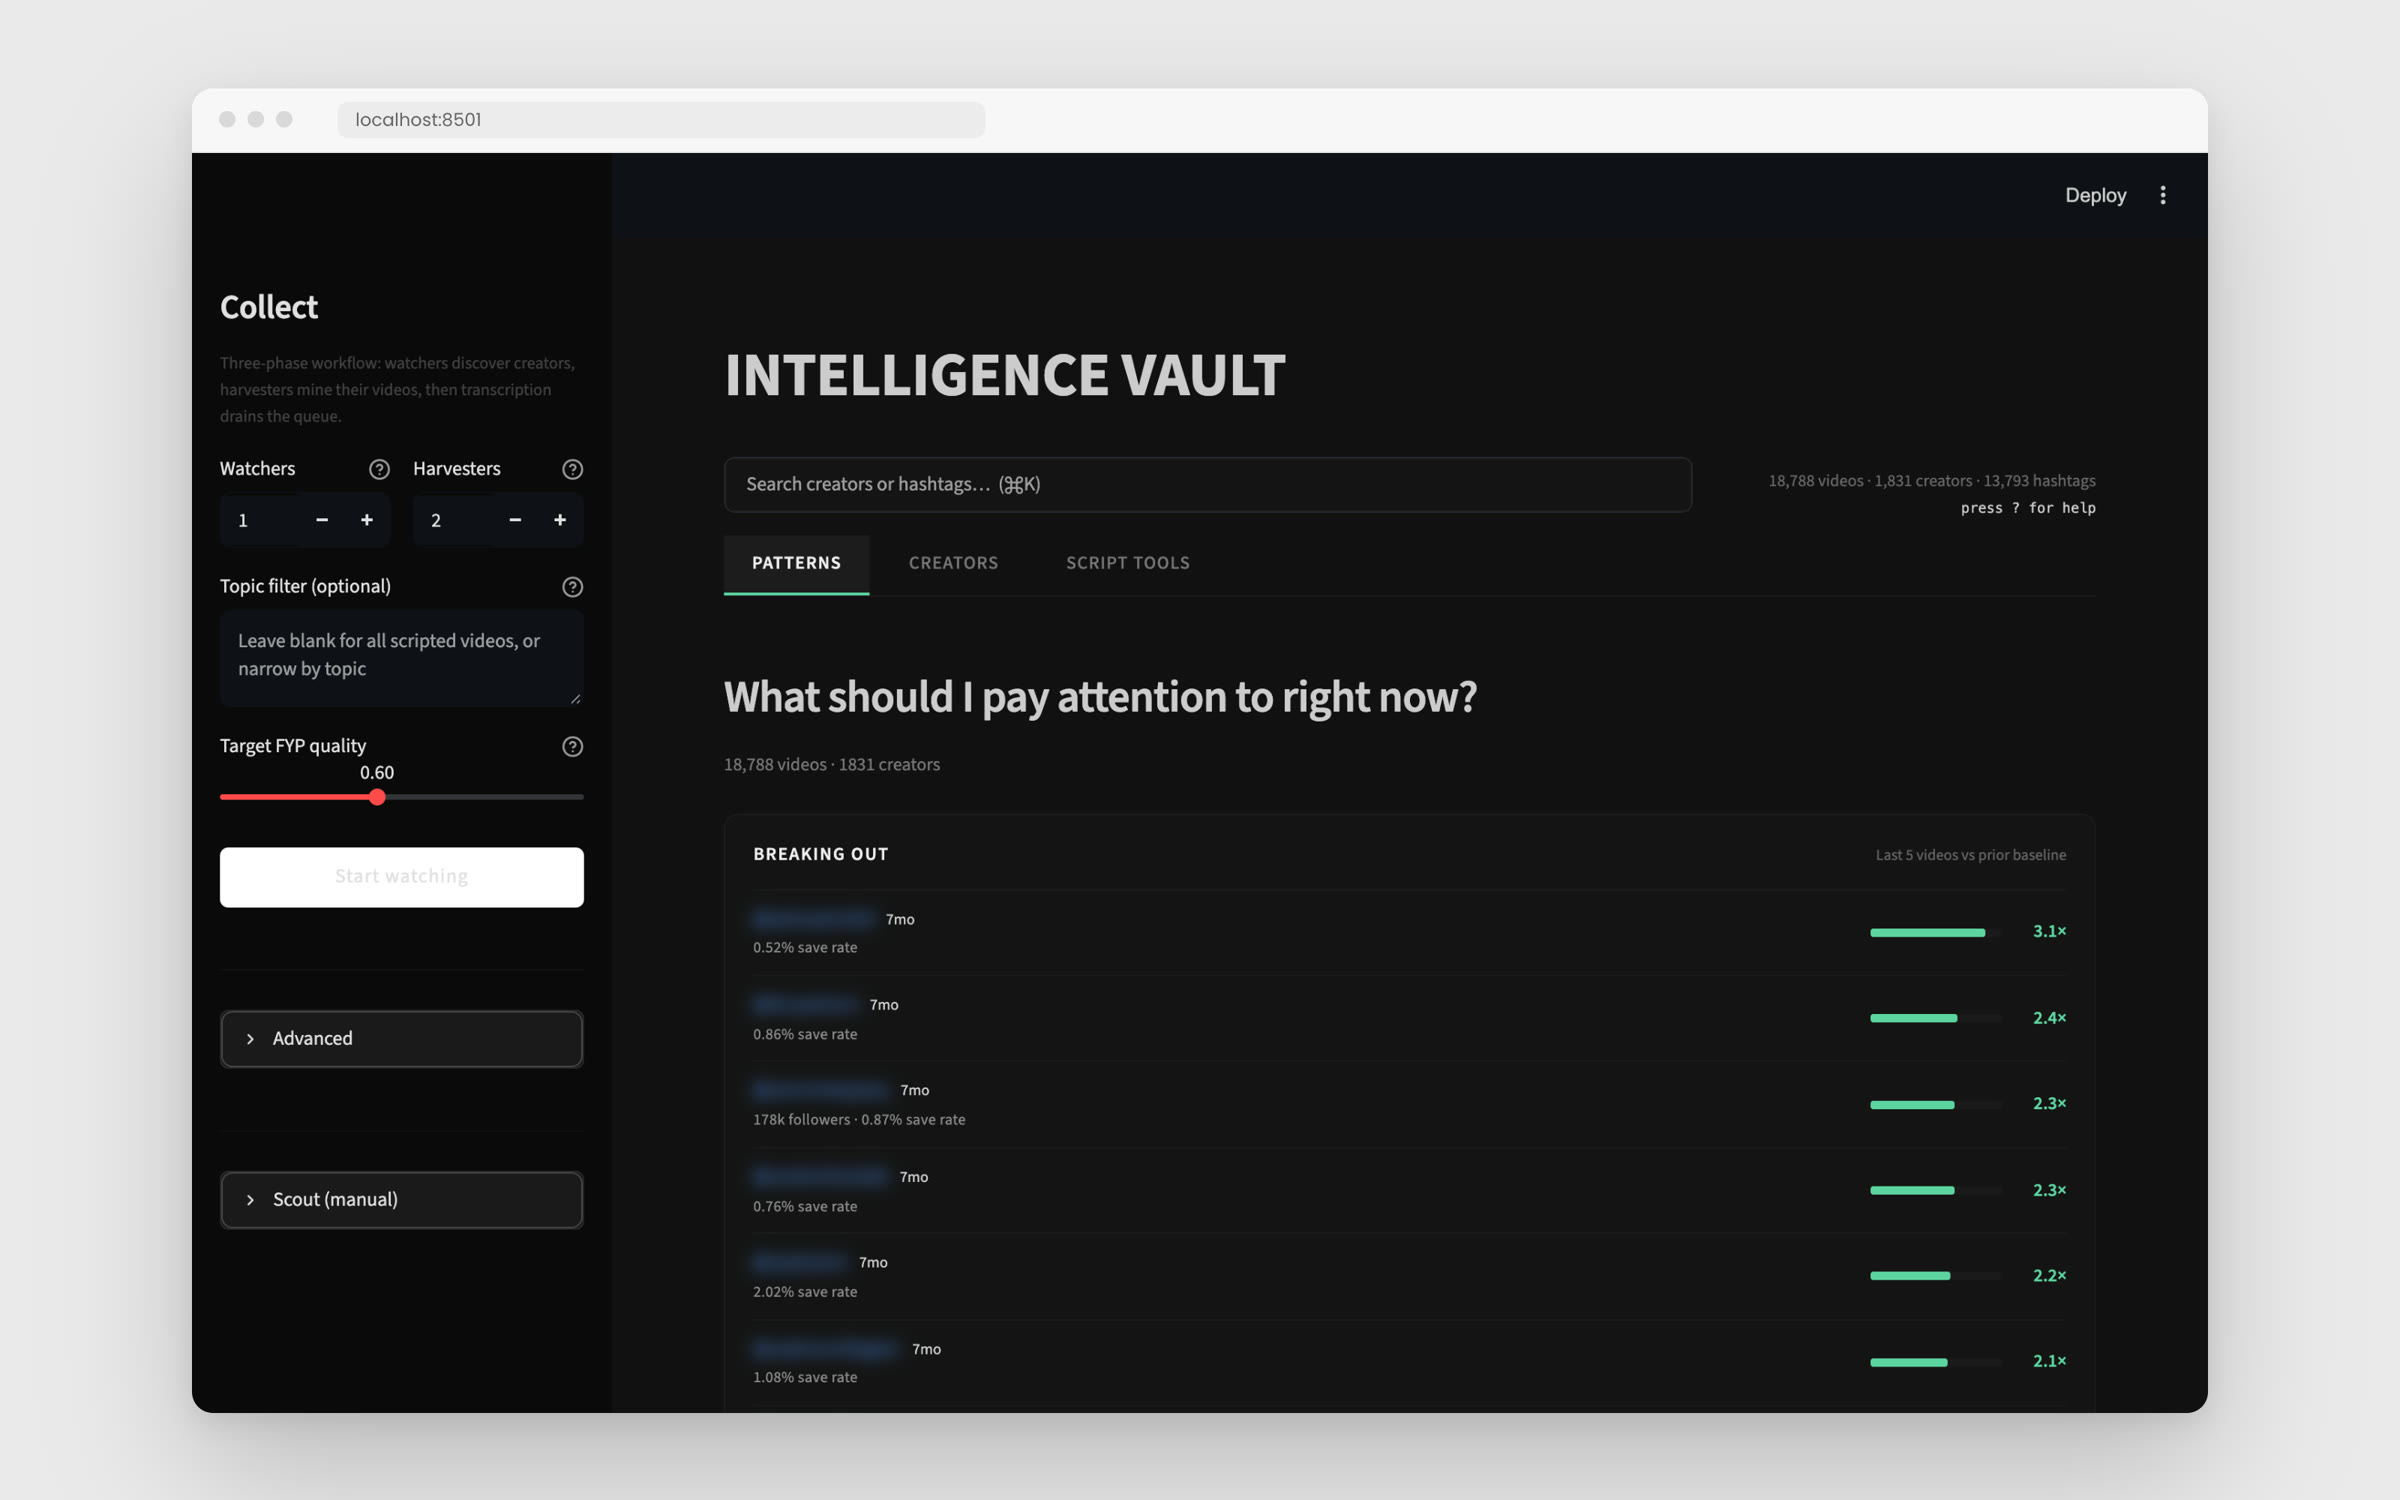 localhost:8501
Deploy
Collect
Three-phase workflow: watchers discover creators,
harvesters mine their videos, then transcription
drains the queue.
Watchers
Harvesters
1
2
Topic filter (optional)
Leave blank for all scripted videos, or
narrow by topic
Target FYP quality
0.60
Start watching
Advanced
Scout (manual)
INTELLIGENCE VAULT
Search creators or hashtags… (⌘K)
18,788 videos · 1,831 creators · 13,793 hashtags
press ? for help
PATTERNS
CREATORS
SCRIPT TOOLS
What should I pay attention to right now?
18,788 videos · 1831 creators
BREAKING OUT
Last 5 videos vs prior baseline
7mo
0.52% save rate
3.1×
7mo
0.86% save rate
2.4×
7mo
178k followers · 0.87% save rate
2.3×
7mo
0.76% save rate
2.3×
7mo
2.02% save rate
2.2×
7mo
1.08% save rate
2.1×